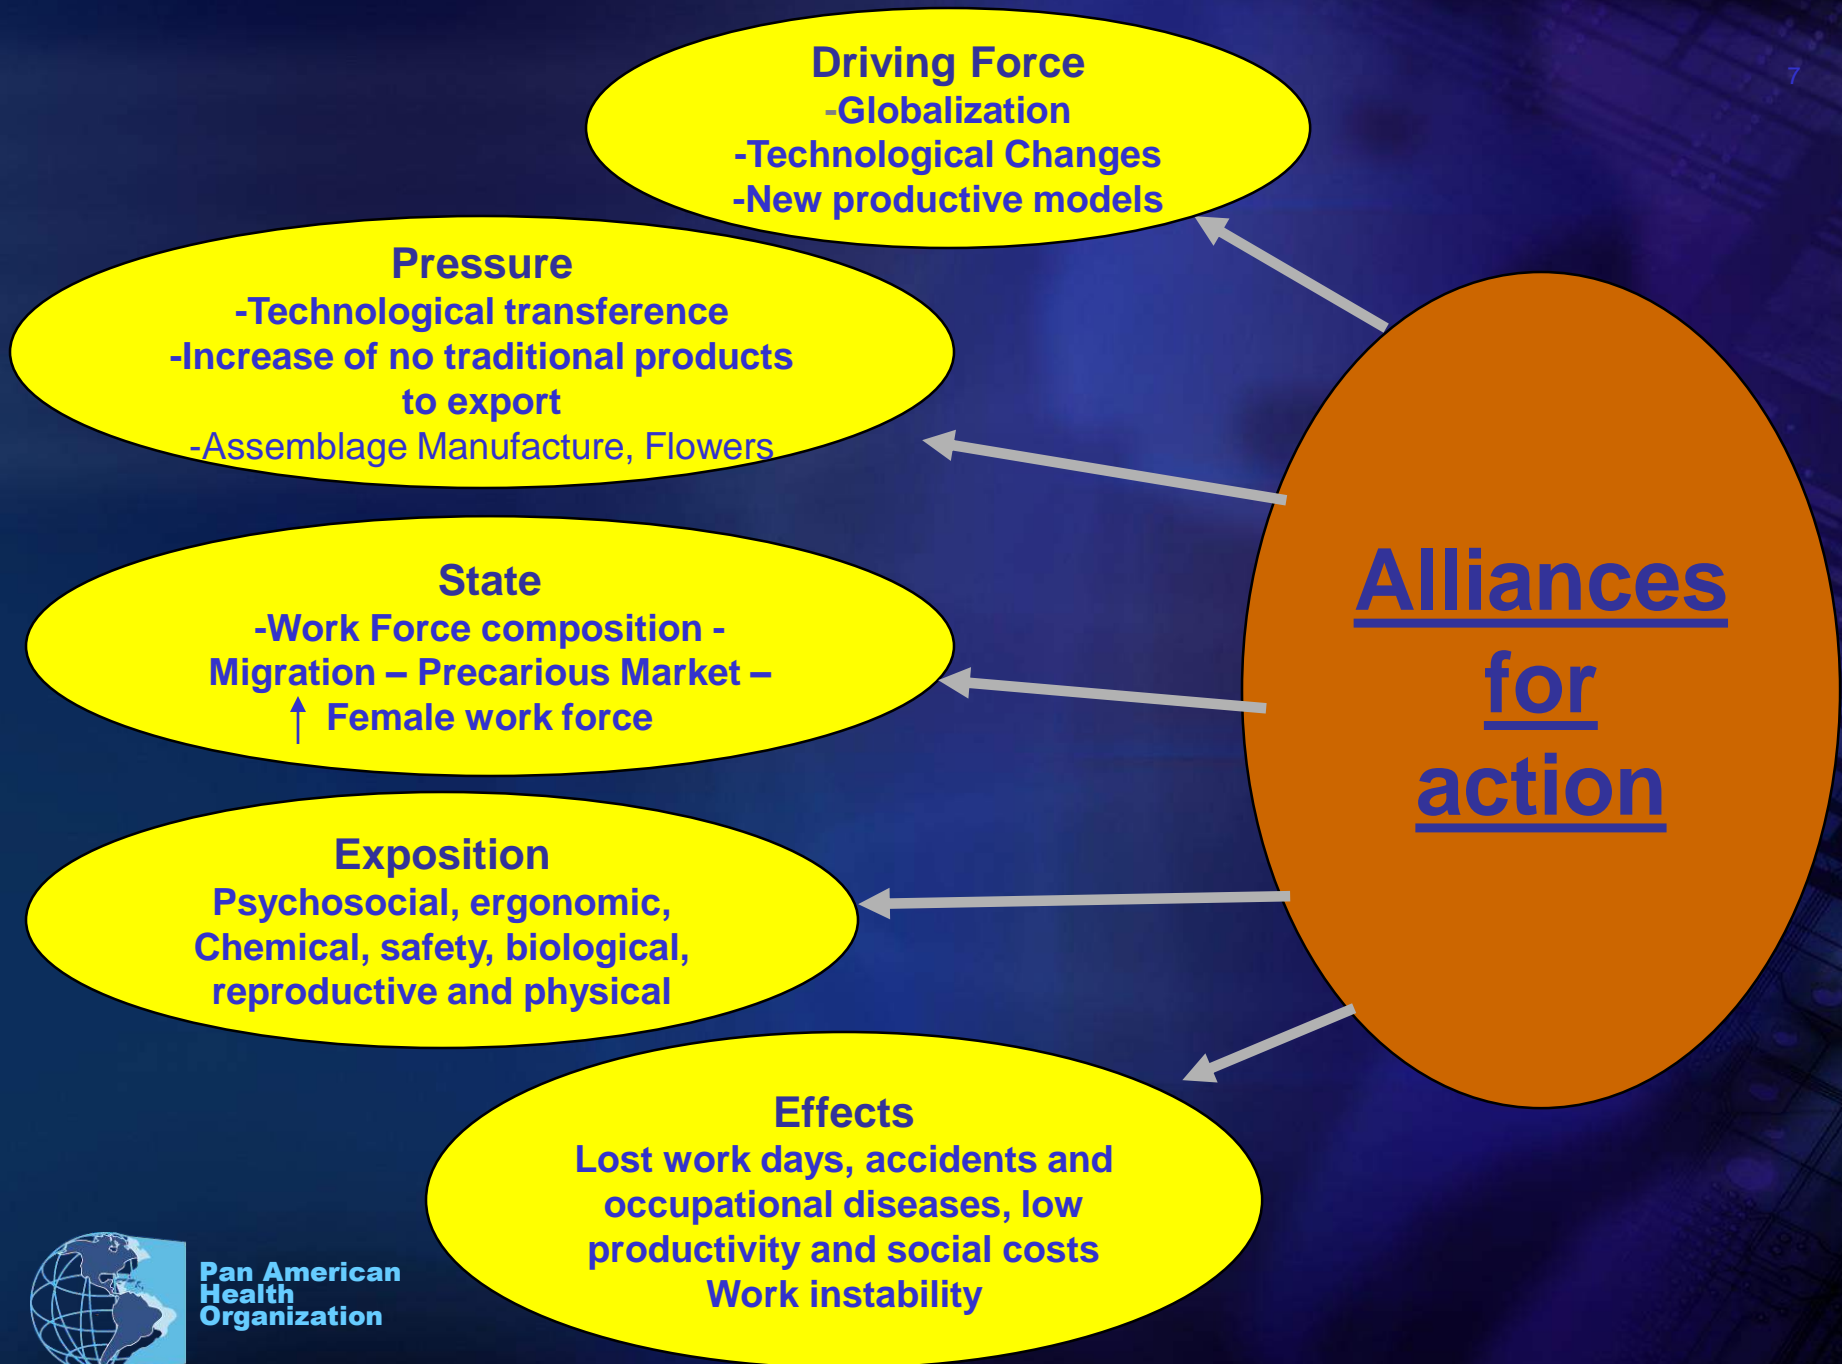 7
Driving Force
-Globalization
-Technological Changes
-New productive models
Pressure
-Technological transference
-Increase of no traditional products
to export
-Assemblage Manufacture, Flowers
State
-Work Force composition -
Migration – Precarious Market –
Female work force
Exposition
Psychosocial, ergonomic,
Chemical, safety, biological,
reproductive and physical
Effects
Lost work days, accidents and
occupational diseases, low
productivity and social costs
Work instability
Alliances
for
action
Pan American
Health
Organization